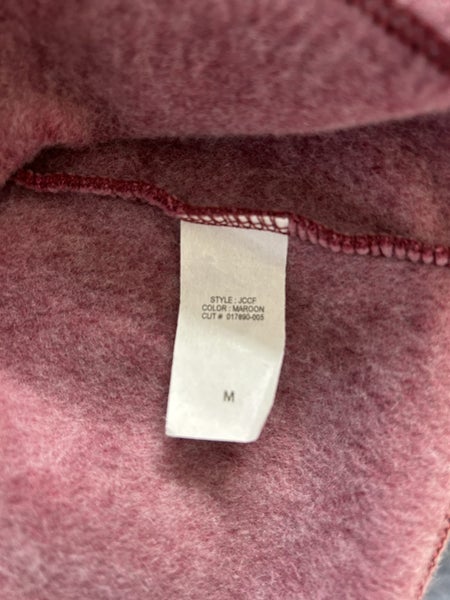 STYLE : JCCF
COLOR : MAROON
CUT # 017890-005
M